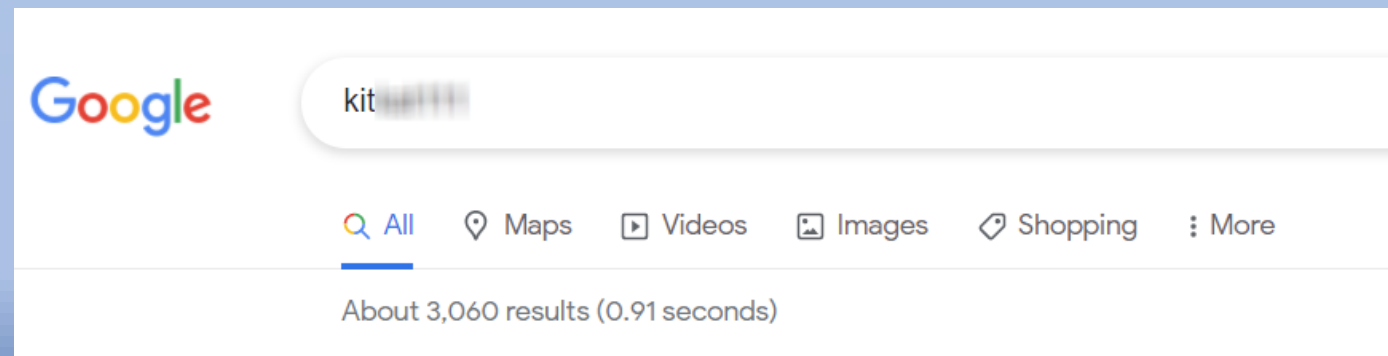 Google
kit
All Maps Videos Images Shopping More
About 3,060 results (0.91 seconds)